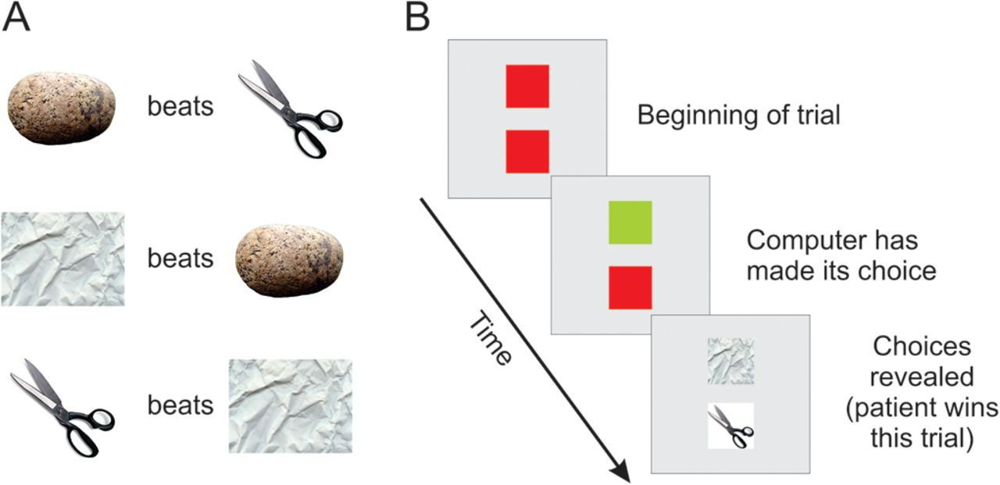 A
beats
beats
beats
B
Beginning of trial
Computer has
made its choice
Choices
revealed
(patient wins
this trial)
Time